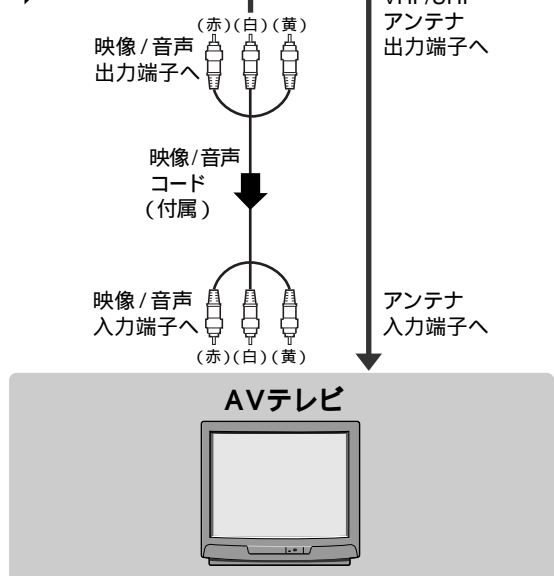 (赤)(白)(黄)
映像/音声
出力端子へ
アンテナ
出力端子へ
映像/音声
コード
(付属)
映像/音声
入力端子へ
(赤)(白)(黄)
アンテナ
入力端子へ
AVテレビ